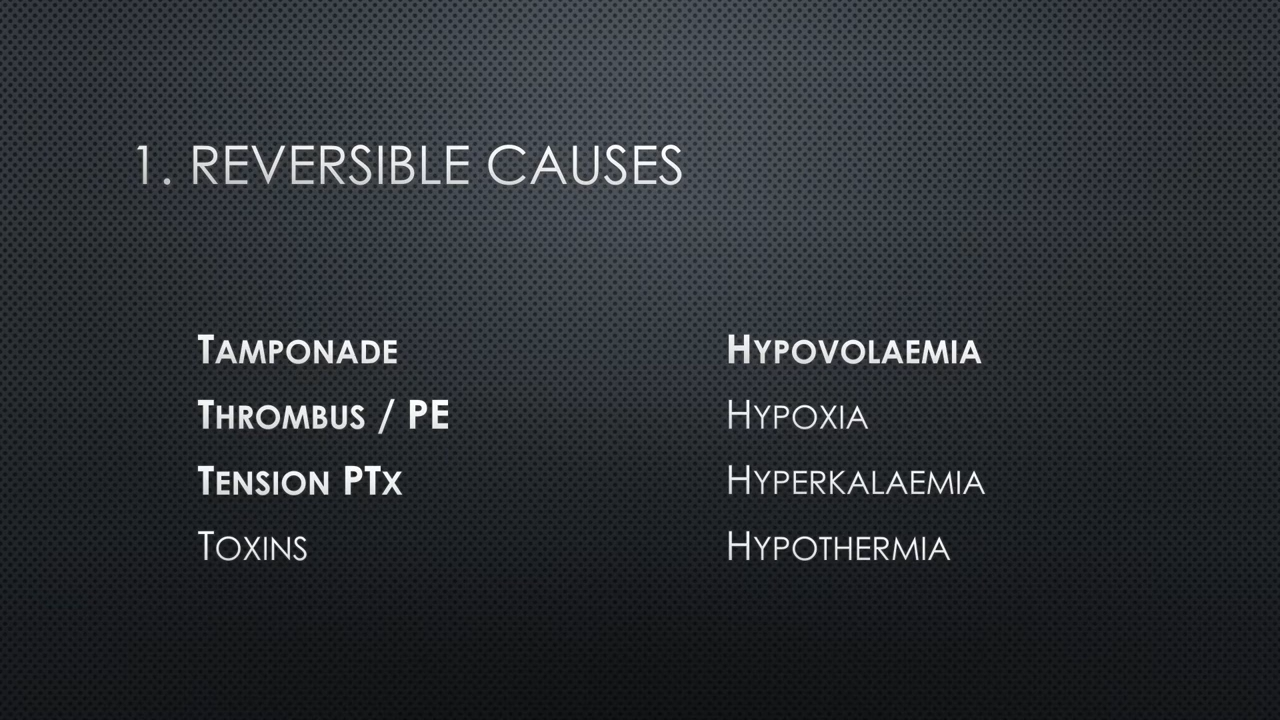 1. REVERSIBLE CAUSES
TAMPONADE
THROMBUS / PE
TENSION PTX
TOXINS
HYPOVOLAEMIA
HYPOXIA
HYPERKALAEMIA
HYPOTHERMIA